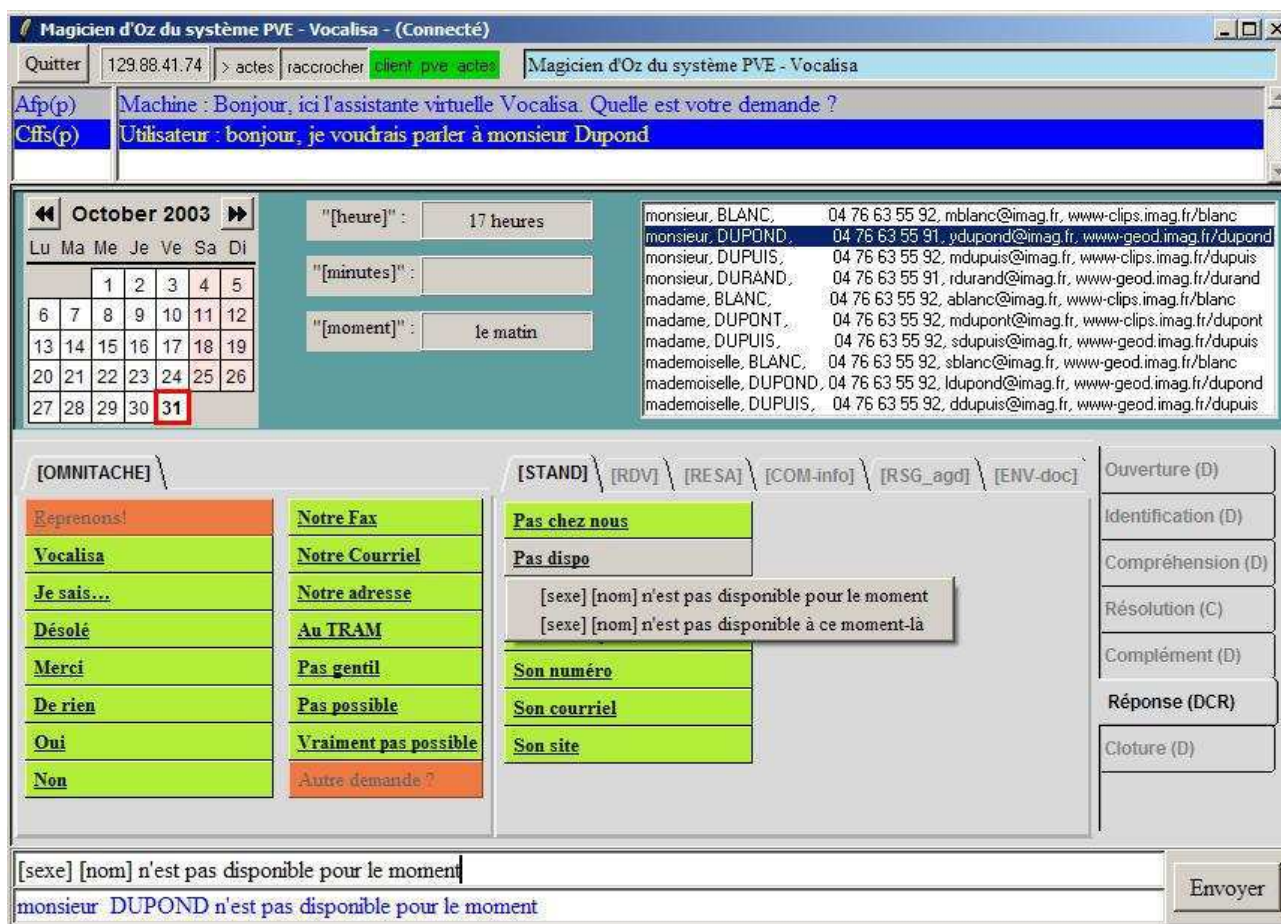 Magicien d'Oz du système PVE - Vocalisa - (Connecté)
Quitter 129.88.41.74 > actes raccrocher client pve actes Magicien d'Oz du système PVE - Vocalisa
Afp(p) Machine : Bonjour, ici l'assistante virtuelle Vocalisa. Quelle est votre demande ?
Cffs(p) Utilisateur : bonjour, je voudrais parler à monsieur Dupond
October 2003
Lu Ma Me Je Ve Sa Di
1 2 3 4 5
6 7 8 9 10 11 12
13 14 15 16 17 18 19
20 21 22 23 24 25 26
27 28 29 30 31
"[heure]" : 17 heures
"[minutes]" :
"[moment]" : le matin
monsieur, BLANC, 04 76 63 55 92, mblanc@imag.fr, www-clips.imag.fr/blanc
monsieur, DUPOND, 04 76 63 55 91, ydupond@imag.fr, www-geod.imag.fr/dupond
monsieur, DUPUIS, 04 76 63 55 92, mdupuis@imag.fr, www-clips.imag.fr/dupuis
monsieur, DURAND, 04 76 63 55 91, rdurand@imag.fr, www-geod.imag.fr/durand
madame, BLANC, 04 76 63 55 92, ablanc@imag.fr, www-clips.imag.fr/blanc
madame, DUPONT, 04 76 63 55 92, mdupont@imag.fr, www-clips.imag.fr/dupont
madame, DUPUIS, 04 76 63 55 92, sdupuis@imag.fr, www-geod.imag.fr/dupuis
mademoiselle, BLANC, 04 76 63 55 92, sblanc@imag.fr, www-geod.imag.fr/blanc
mademoiselle, DUPOND, 04 76 63 55 92, ldupond@imag.fr, www-geod.imag.fr/dupond
mademoiselle, DUPUIS, 04 76 63 55 92, ddupuis@imag.fr, www-geod.imag.fr/dupuis
[OMNITACHE]
Reprenons!
Vocalisa
Je sais...
Désolé
Merci
De rien
Oui
Non
Notre Fax
Notre Courriel
Notre adresse
Au TRAM
Pas gentil
Pas possible
Vraiment pas possible
Autre demande ?
[STAND] [RDV] [RESA] [COM-info] [RSG_agd] [ENV-doc]
Pas chez nous
Pas dispo
[sexe] [nom] n'est pas disponible pour le moment
[sexe] [nom] n'est pas disponible à ce moment-là
Son numéro
Son courriel
Son site
Ouverture (D)
Identification (D)
Compréhension (D)
Résolution (C)
Complément (D)
Réponse (DCR)
Cloture (D)
[sexe] [nom] n'est pas disponible pour le moment
monsieur DUPOND n'est pas disponible pour le moment
Envoyer